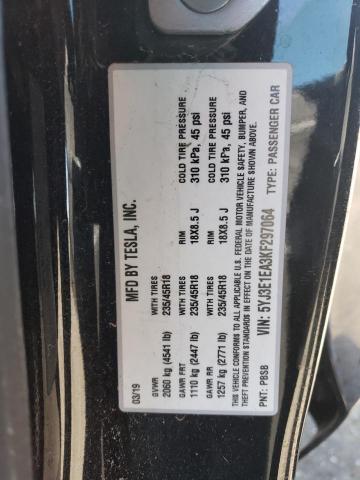 MFD BY TESLA, INC.
03/19
GVWR WITH TIRES RIM COLD TIRE PRESSURE
2060 kg (4541 lb) 235/45R18 18X8.5 J 310 kPa, 45 psi
GAWR FRT WITH TIRES RIM COLD TIRE PRESSURE
1110 kg (2447 lb) 235/45R18 18X8.5 J 310 kPa, 45 psi
GAWR RR
1257 kg (2771 lb)
THIS VEHICLE CONFORMS TO ALL APPLICABLE U.S. FEDERAL MOTOR VEHICLE SAFETY, BUMPER, AND
THEFT PREVENTION STANDARDS IN EFFECT ON THE DATE OF MANUFACTURE SHOWN ABOVE.
VIN: 5YJ3E1EA3KF297064
PNT: PBSB TYPE: PASSENGER CAR